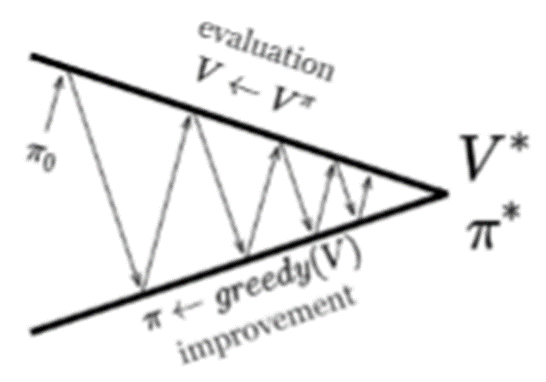 evaluation
V ← V^π
π₀
V*
π*
π ← greedy(V)
improvement